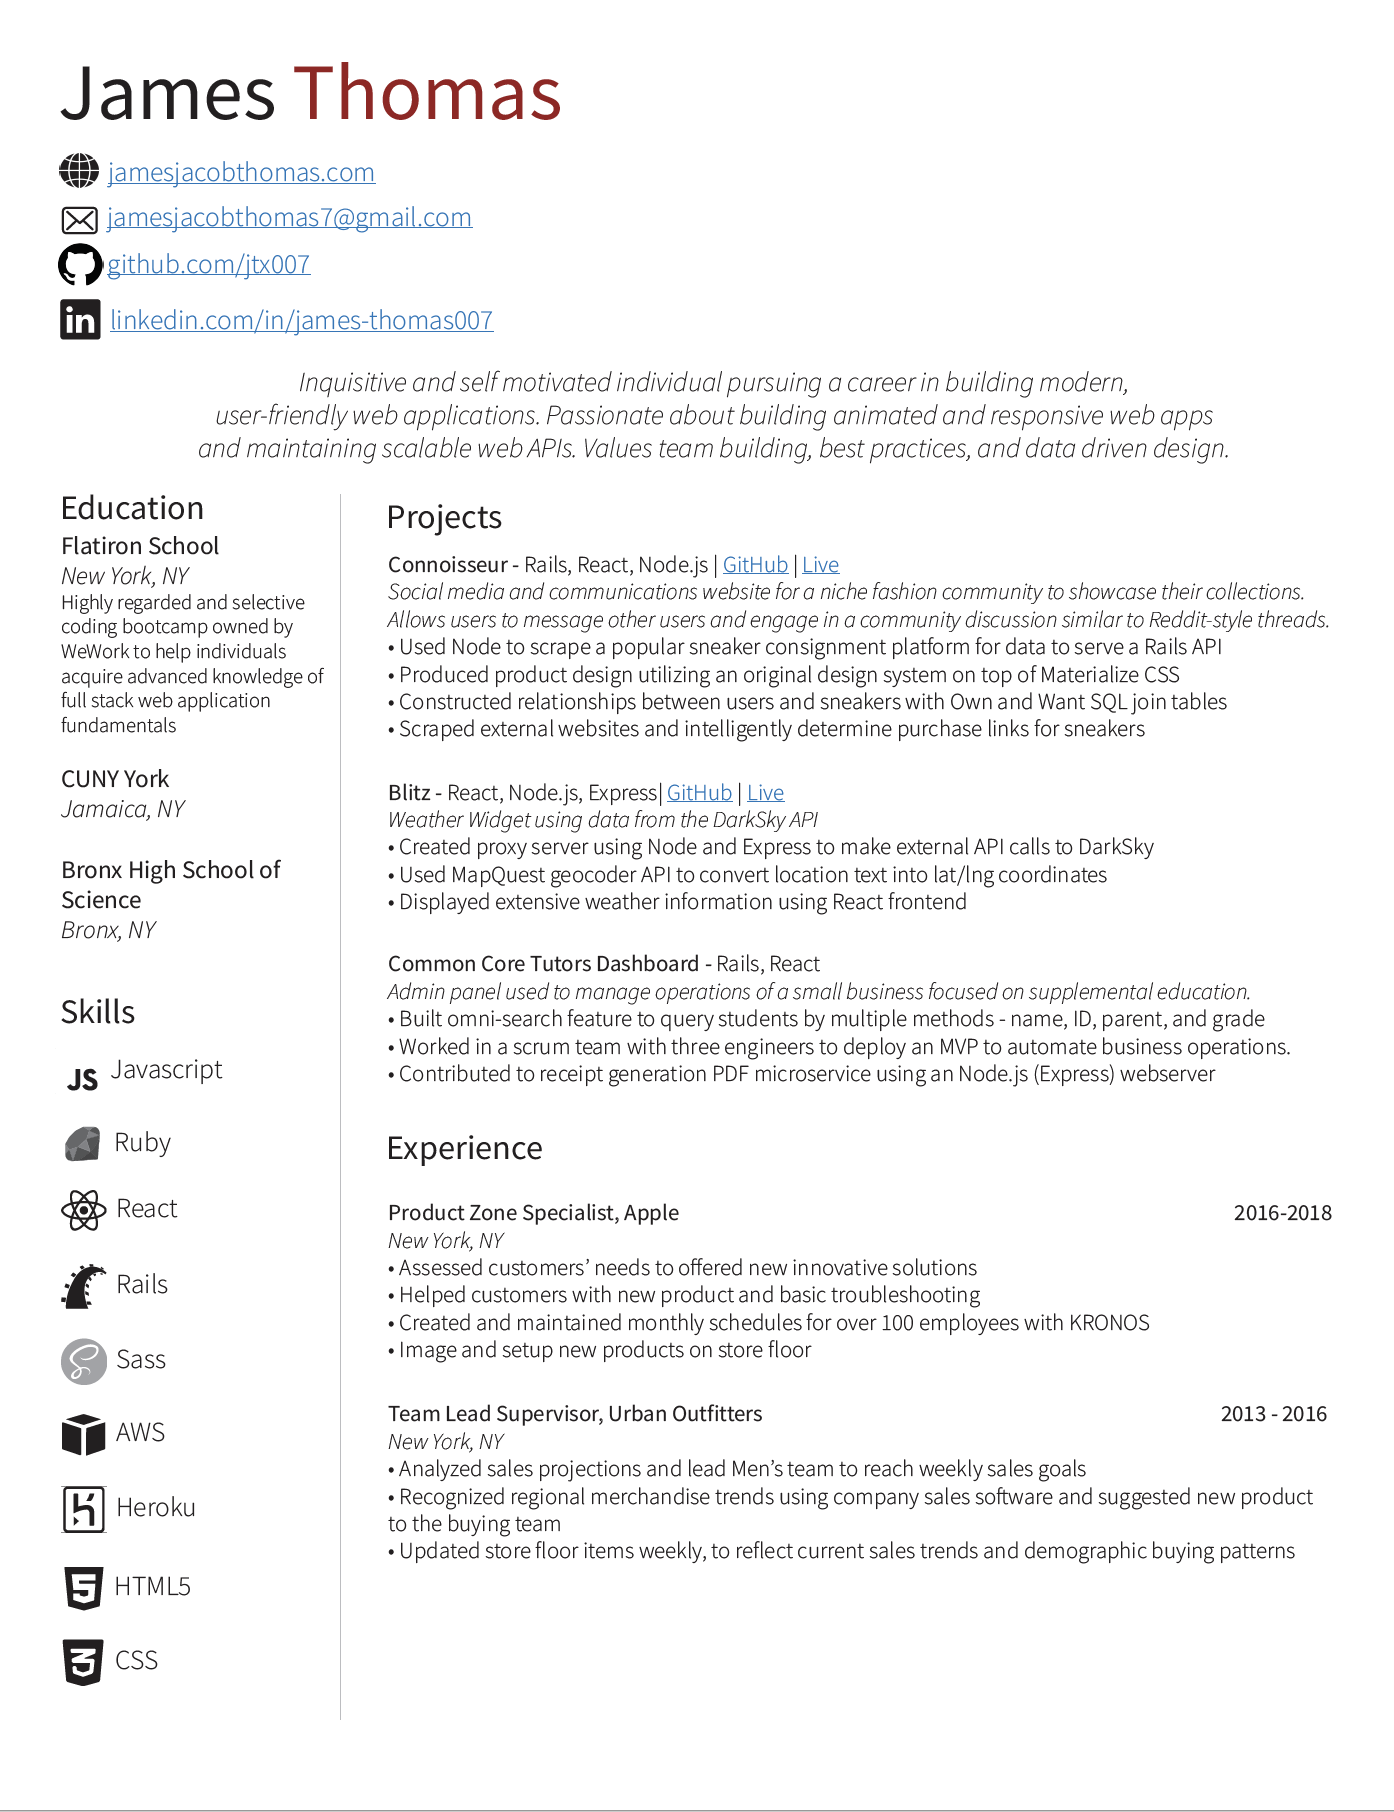 James Thomas
jamesjacobthomas.com
jamesjacobthomas7@gmail.com
github.com/jtx007
linkedin.com/in/james-thomas007
Inquisitive and self motivated individual pursuing a career in building modern,
user-friendly web applications. Passionate about building animated and responsive web apps
and maintaining scalable web APIs. Values team building, best practices, and data driven design.
Education
Flatiron School
New York, NY
Highly regarded and selective
coding bootcamp owned by
WeWork to help individuals
acquire advanced knowledge of
full stack web application
fundamentals
CUNY York
Jamaica, NY
Bronx High School of
Science
Bronx, NY
Skills
JS Javascript
Ruby
React
Rails
Sass
AWS
Heroku
HTML5
CSS
Projects
Connoisseur - Rails, React, Node.js | GitHub | Live
Social media and communications website for a niche fashion community to showcase their collections.
Allows users to message other users and engage in a community discussion similar to Reddit-style threads.
• Used Node to scrape a popular sneaker consignment platform for data to serve a Rails API
• Produced product design utilizing an original design system on top of Materialize CSS
• Constructed relationships between users and sneakers with Own and Want SQL join tables
• Scraped external websites and intelligently determine purchase links for sneakers
Blitz - React, Node.js, Express| GitHub | Live
Weather Widget using data from the DarkSky API
• Created proxy server using Node and Express to make external API calls to DarkSky
• Used MapQuest geocoder API to convert location text into lat/lng coordinates
• Displayed extensive weather information using React frontend
Common Core Tutors Dashboard - Rails, React
Admin panel used to manage operations of a small business focused on supplemental education.
• Built omni-search feature to query students by multiple methods - name, ID, parent, and grade
• Worked in a scrum team with three engineers to deploy an MVP to automate business operations.
• Contributed to receipt generation PDF microservice using an Node.js (Express) webserver
Experience
Product Zone Specialist, Apple 2016-2018
New York, NY
• Assessed customers’ needs to offered new innovative solutions
• Helped customers with new product and basic troubleshooting
• Created and maintained monthly schedules for over 100 employees with KRONOS
• Image and setup new products on store floor
Team Lead Supervisor, Urban Outfitters 2013 - 2016
New York, NY
• Analyzed sales projections and lead Men’s team to reach weekly sales goals
• Recognized regional merchandise trends using company sales software and suggested new product
to the buying team
• Updated store floor items weekly, to reflect current sales trends and demographic buying patterns